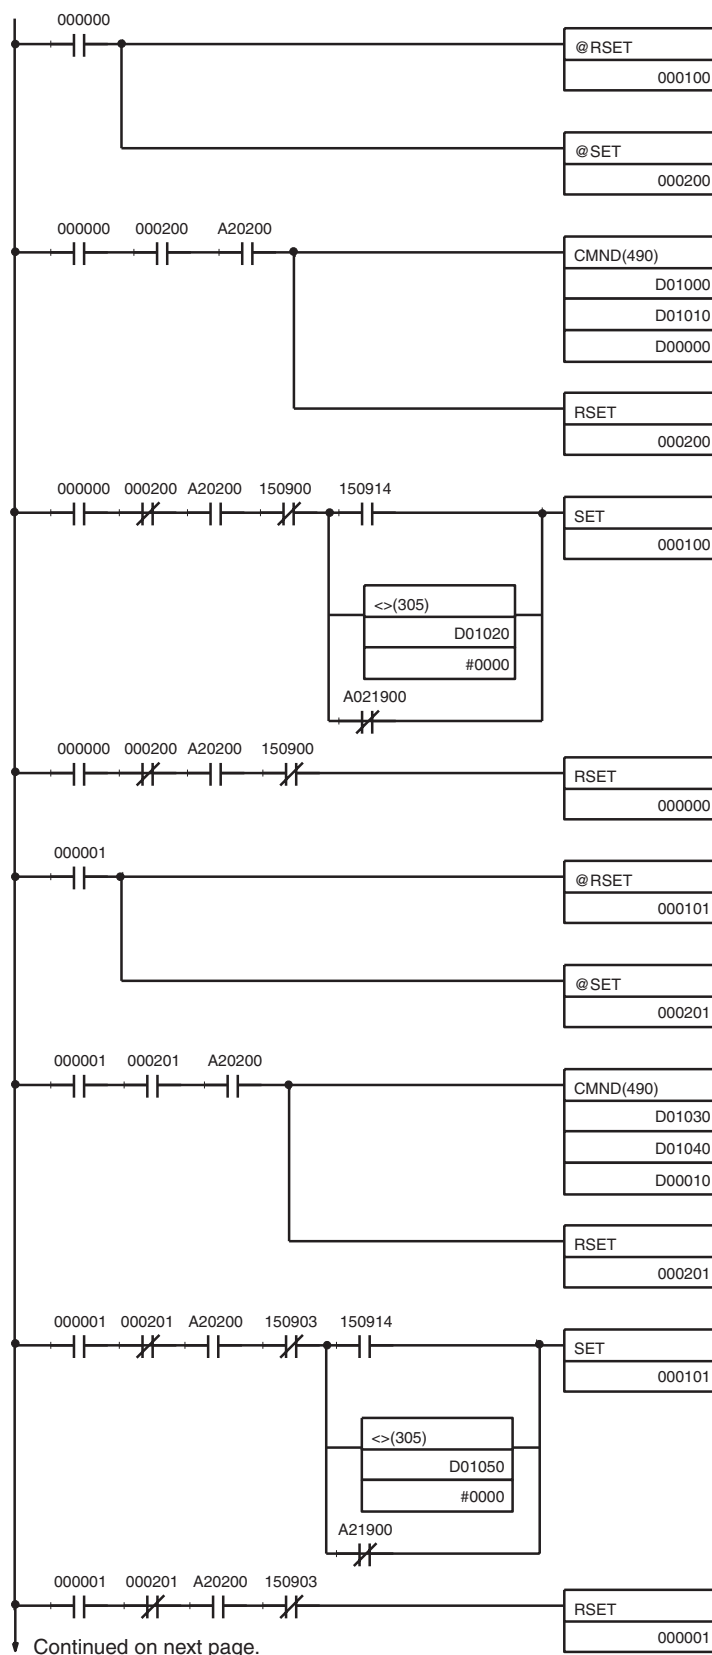 000000
@RSET
000100
@SET
000200
000000 000200 A20200
CMND(490)
D01000
D01010
D00000
RSET
000200
000000 000200 A20200 150900 150914
SET
000100
<>(305)
D01020
#0000
A021900
000000 000200 A20200 150900
RSET
000000
000001
@RSET
000101
@SET
000201
000001 000201 A20200
CMND(490)
D01030
D01040
D00010
RSET
000201
000001 000201 A20200 150903 150914
SET
000101
<>(305)
D01050
#0000
A21900
000001 000201 A20200 150903
RSET
000001
Continued on next page.